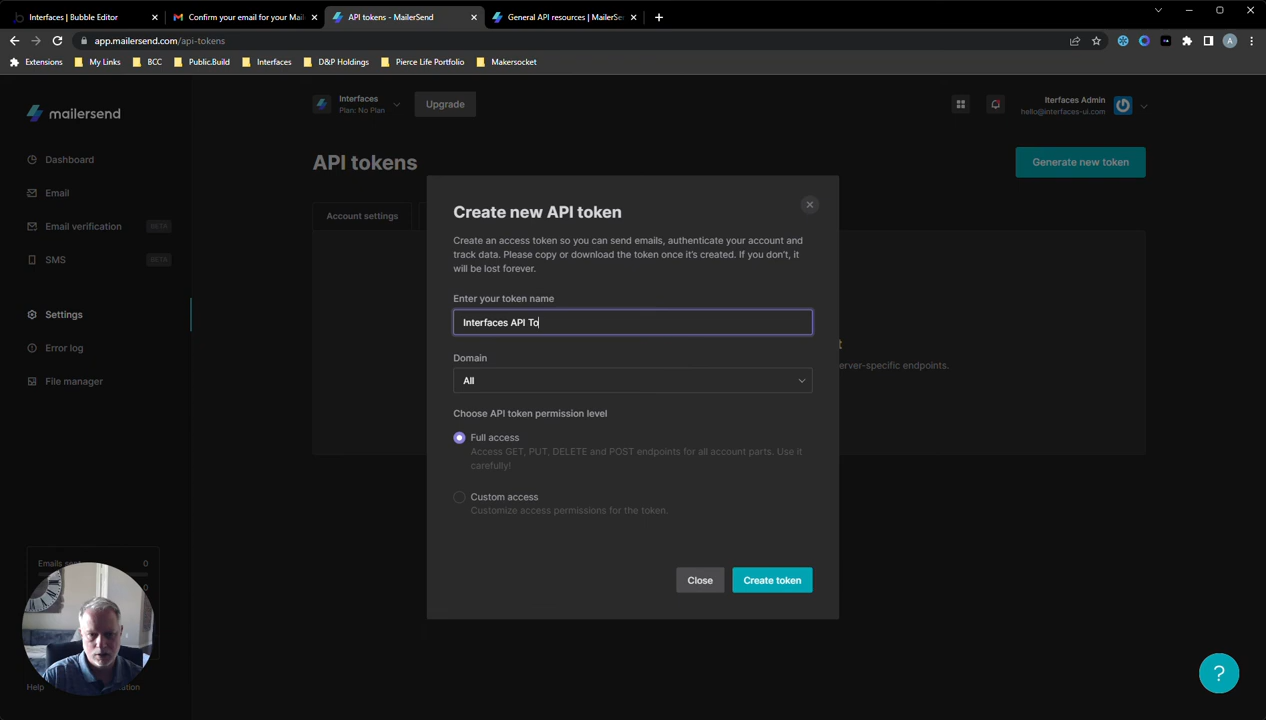 Interfaces | Bubble Editor
Confirm your email for your Mail
API tokens - MailerSend
General API resources | MailerSe
app.mailersend.com/api-tokens
A
Extensions
My Links
BCC
Public.Build
Interfaces
D&P Holdings
Pierce Life Portfolio
Makersocket
mailersend
Interfaces
Plan: No Plan
Upgrade
Iterfaces Admin
hello@interfaces-ui.com
Dashboard
Email
Email verification
BETA
SMS
BETA
Settings
Error log
File manager
API tokens
Generate new token
Account settings
Create new API token
Create an access token so you can send emails, authenticate your account and
track data. Please copy or download the token once it's created. If you don't, it
will be lost forever.
Enter your token name
Interfaces API To
t
erver-specific endpoints.
Domain
All
Choose API token permission level
Full access
Access GET, PUT, DELETE and POST endpoints for all account parts. Use it
carefully!
Custom access
Customize access permissions for the token.
Close
Create token
Emails sent
0
0
Help
?